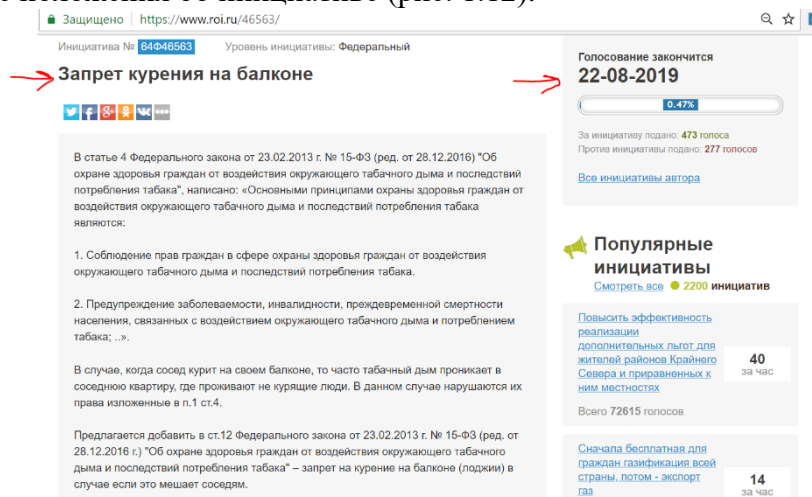 положения об инициативе (рис. 1.12).
Защищено | https://www.roi.ru/46563/
Инициатива № 64Ф46563 Уровень инициативы: Федеральный
Запрет курения на балконе
В статье 4 Федерального закона от 23.02.2013 г. № 15-ФЗ (ред. от 28.12.2016) "Об
охране здоровья граждан от воздействия окружающего табачного дыма и последствий
потребления табака", написано: «Основными принципами охраны здоровья граждан от
воздействия окружающего табачного дыма и последствий потребления табака
являются:
1. Соблюдение прав граждан в сфере охраны здоровья граждан от воздействия
окружающего табачного дыма и последствий потребления табака.
2. Предупреждение заболеваемости, инвалидности, преждевременной смертности
населения, связанных с воздействием окружающего табачного дыма и потреблением
табака; ..».
В случае, когда сосед курит на своем балконе, то часто табачный дым проникает в
соседнюю квартиру, где проживают не курящие люди. В данном случае нарушаются их
права изложенные в п.1 ст.4.
Предлагается добавить в ст.12 Федерального закона от 23.02.2013 г. № 15-ФЗ (ред. от
28.12.2016 г.) "Об охране здоровья граждан от воздействия окружающего табачного
дыма и последствий потребления табака" – запрет на курение на балконе (лоджии) в
случае если это мешает соседям.
Голосование закончится
22-08-2019
0.47%
За инициативу подано: 473 голоса
Против инициативы подано: 277 голосов
Все инициативы автора
Популярные
инициативы
Смотреть все 2200 инициатив
Повысить эффективность
реализации
дополнительных льгот для
жителей районов Крайнего
Севера и приравненных к
ним местностях
40
за час
Всего 72615 голосов
Сначала бесплатная для
граждан газификация всей
страны, потом - экспорт
газ
14
за час